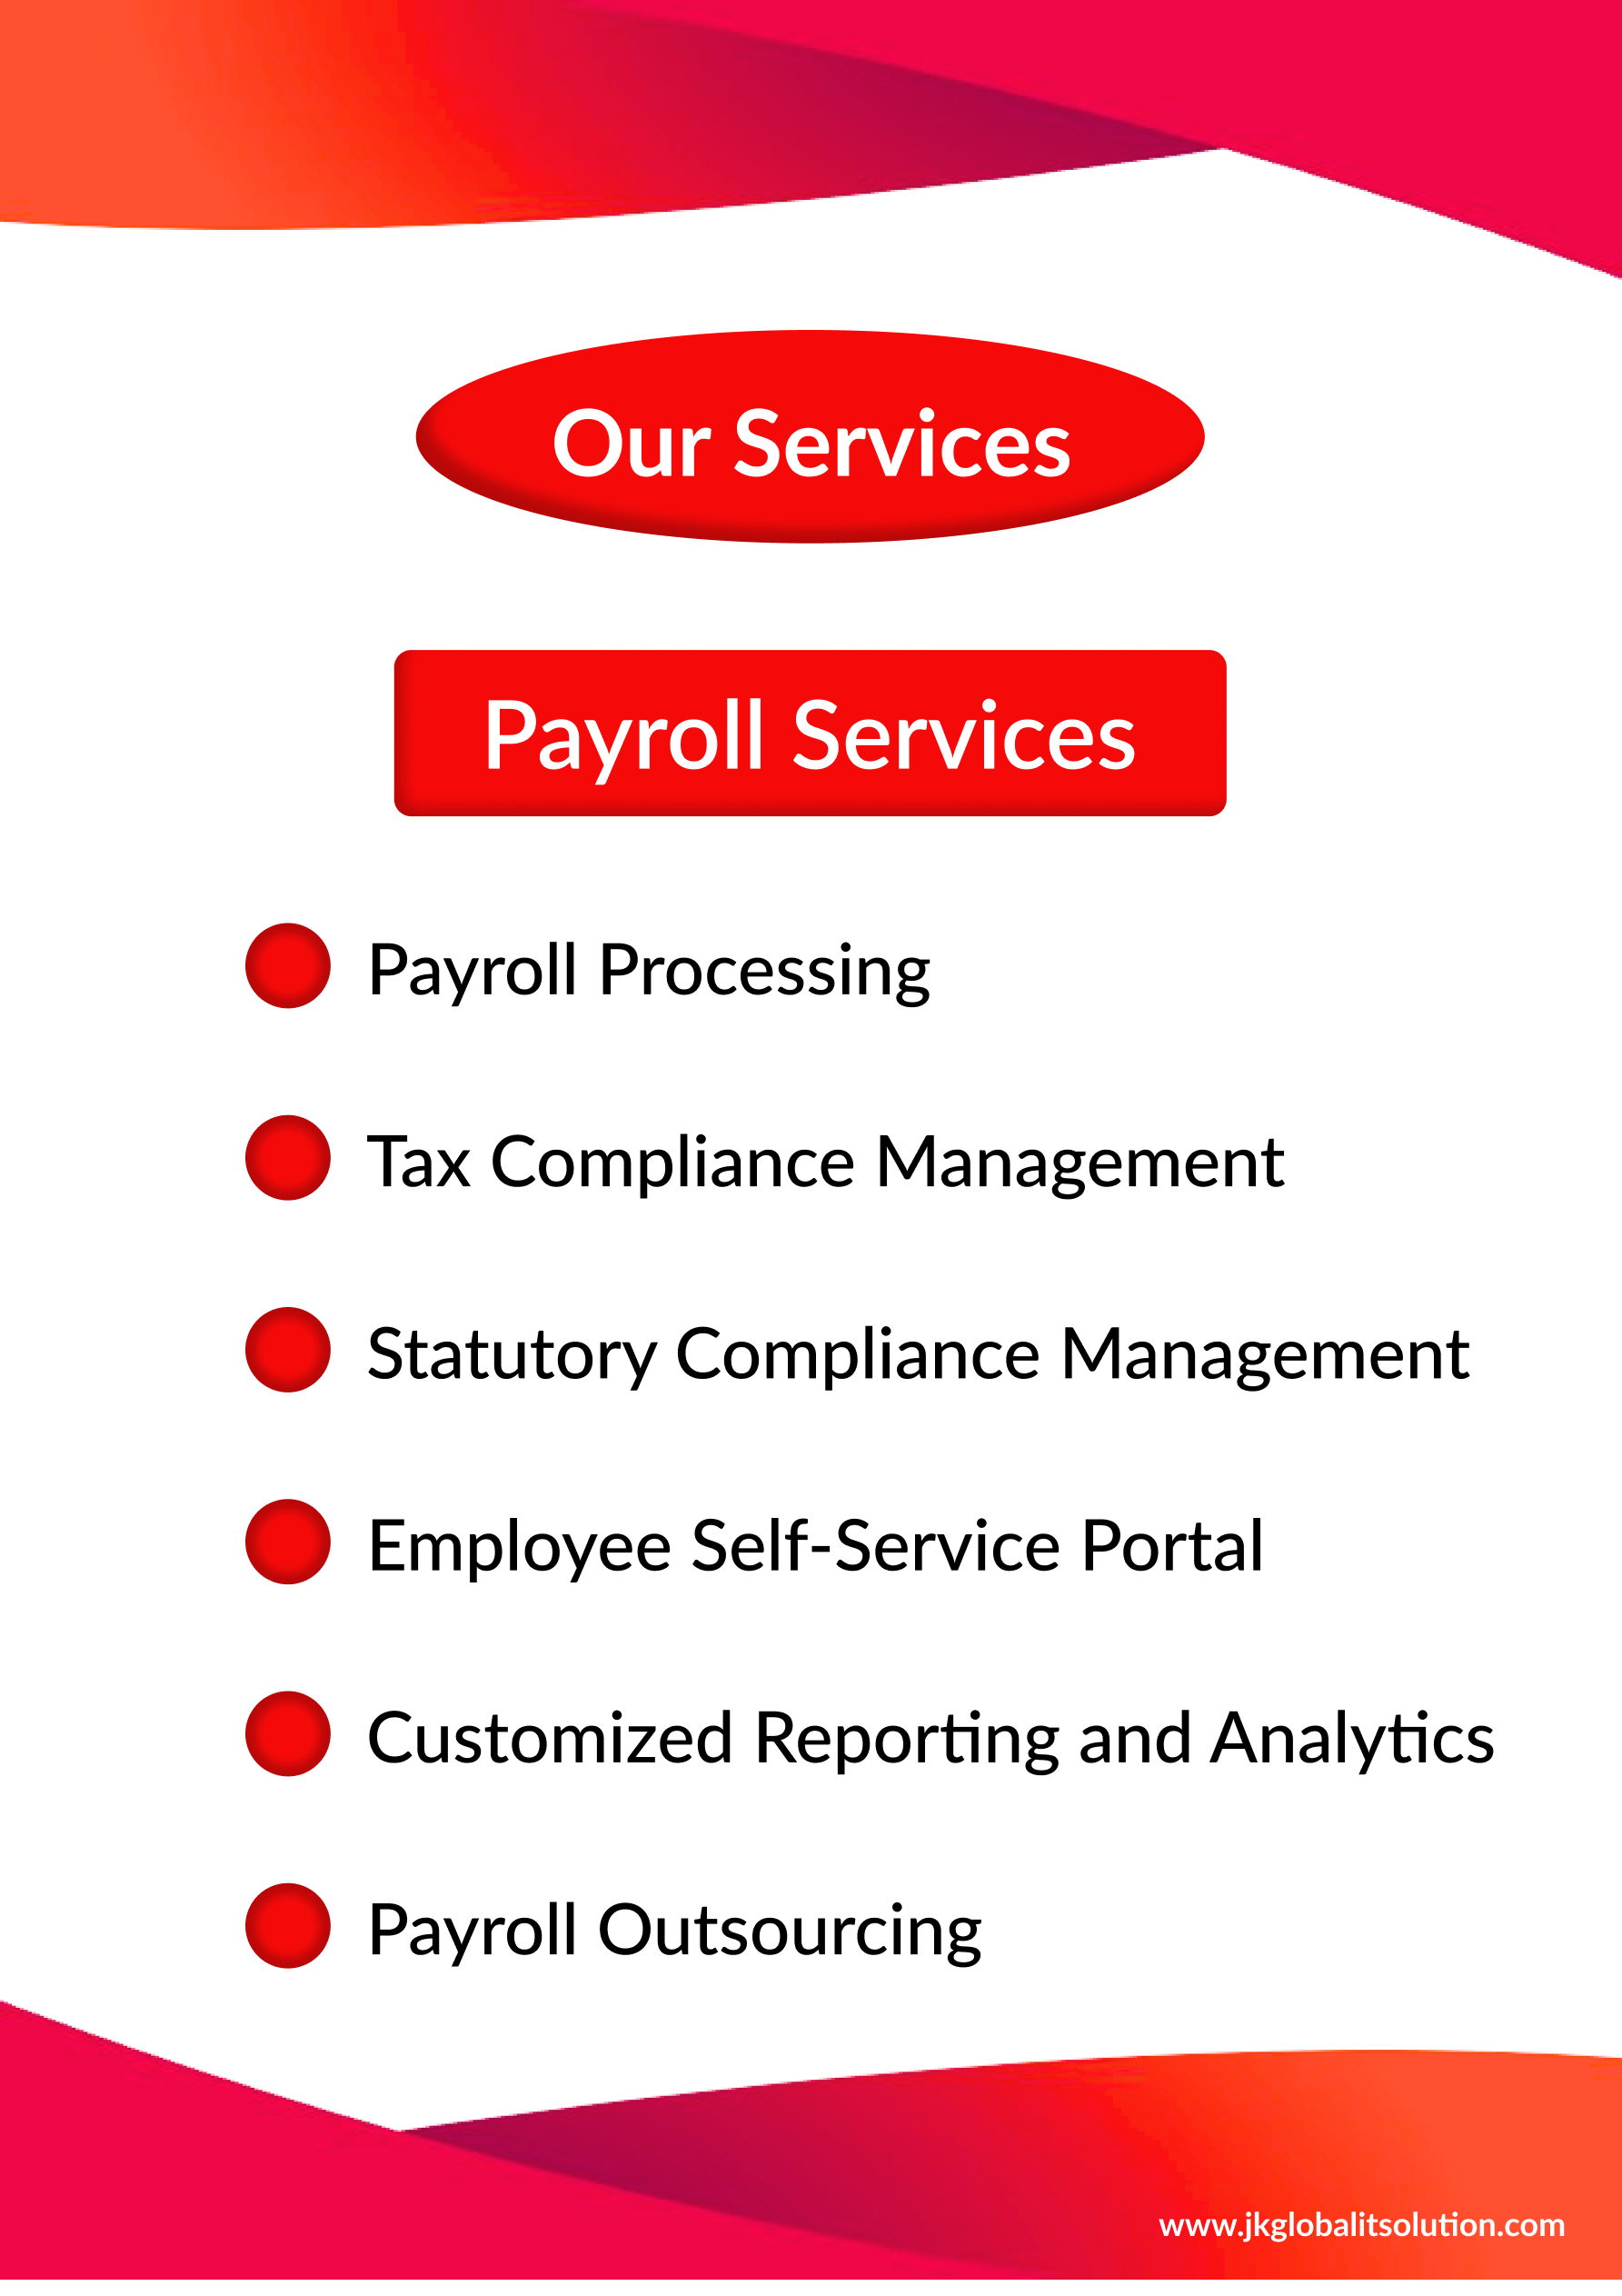 Our Services
Payroll Services
Payroll Processing
Tax Compliance Management
Statutory Compliance Management
Employee Self-Service Portal
Customized Reporting and Analytics
Payroll Outsourcing
www.jkglobalitsolution.com